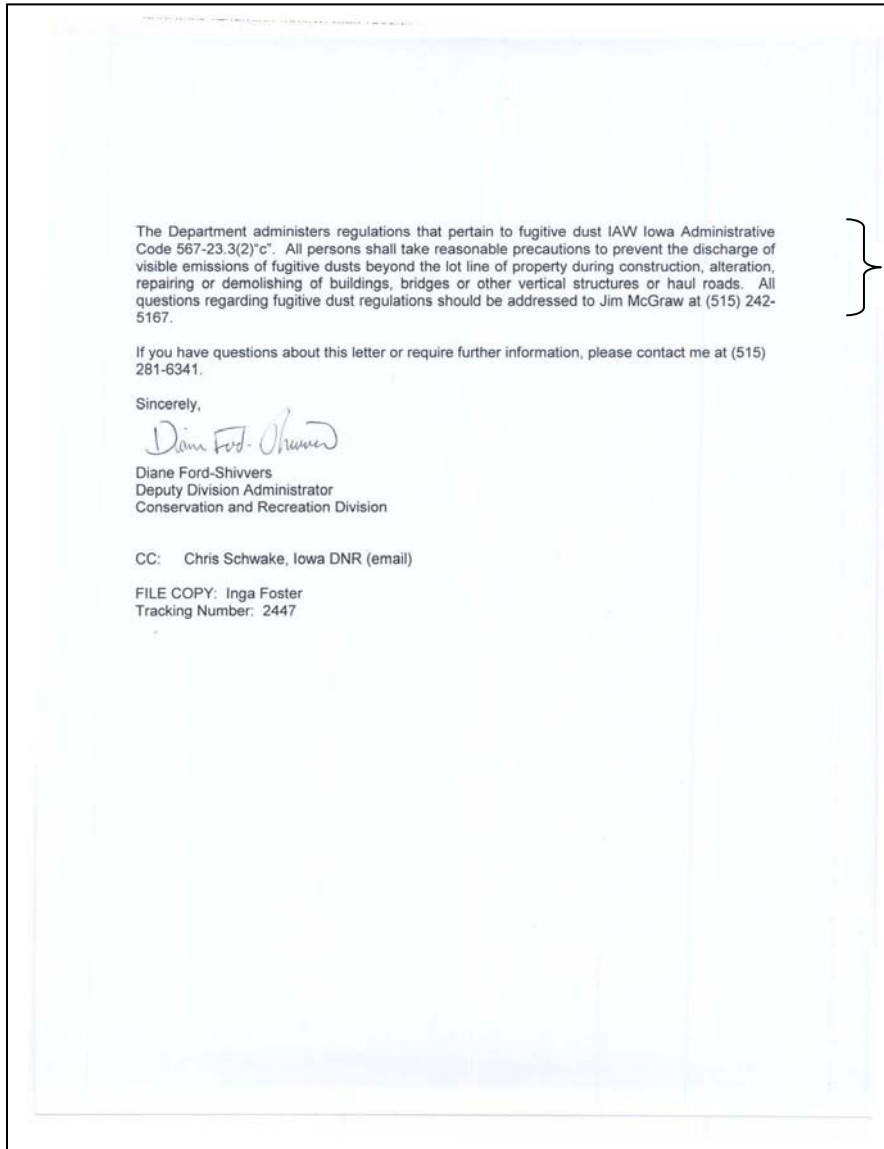 The Department administers regulations that pertain to fugitive dust IAW Iowa Administrative
Code 567-23.3(2)"c". All persons shall take reasonable precautions to prevent the discharge of
visible emissions of fugitive dusts beyond the lot line of property during construction, alteration,
repairing or demolishing of buildings, bridges or other vertical structures or haul roads. All
questions regarding fugitive dust regulations should be addressed to Jim McGraw at (515) 242-
5167.
If you have questions about this letter or require further information, please contact me at (515)
281-6341.
Sincerely,
Diane Ford-Shivvers
Diane Ford-Shivvers
Deputy Division Administrator
Conservation and Recreation Division
CC: Chris Schwake, Iowa DNR (email)
FILE COPY: Inga Foster
Tracking Number: 2447